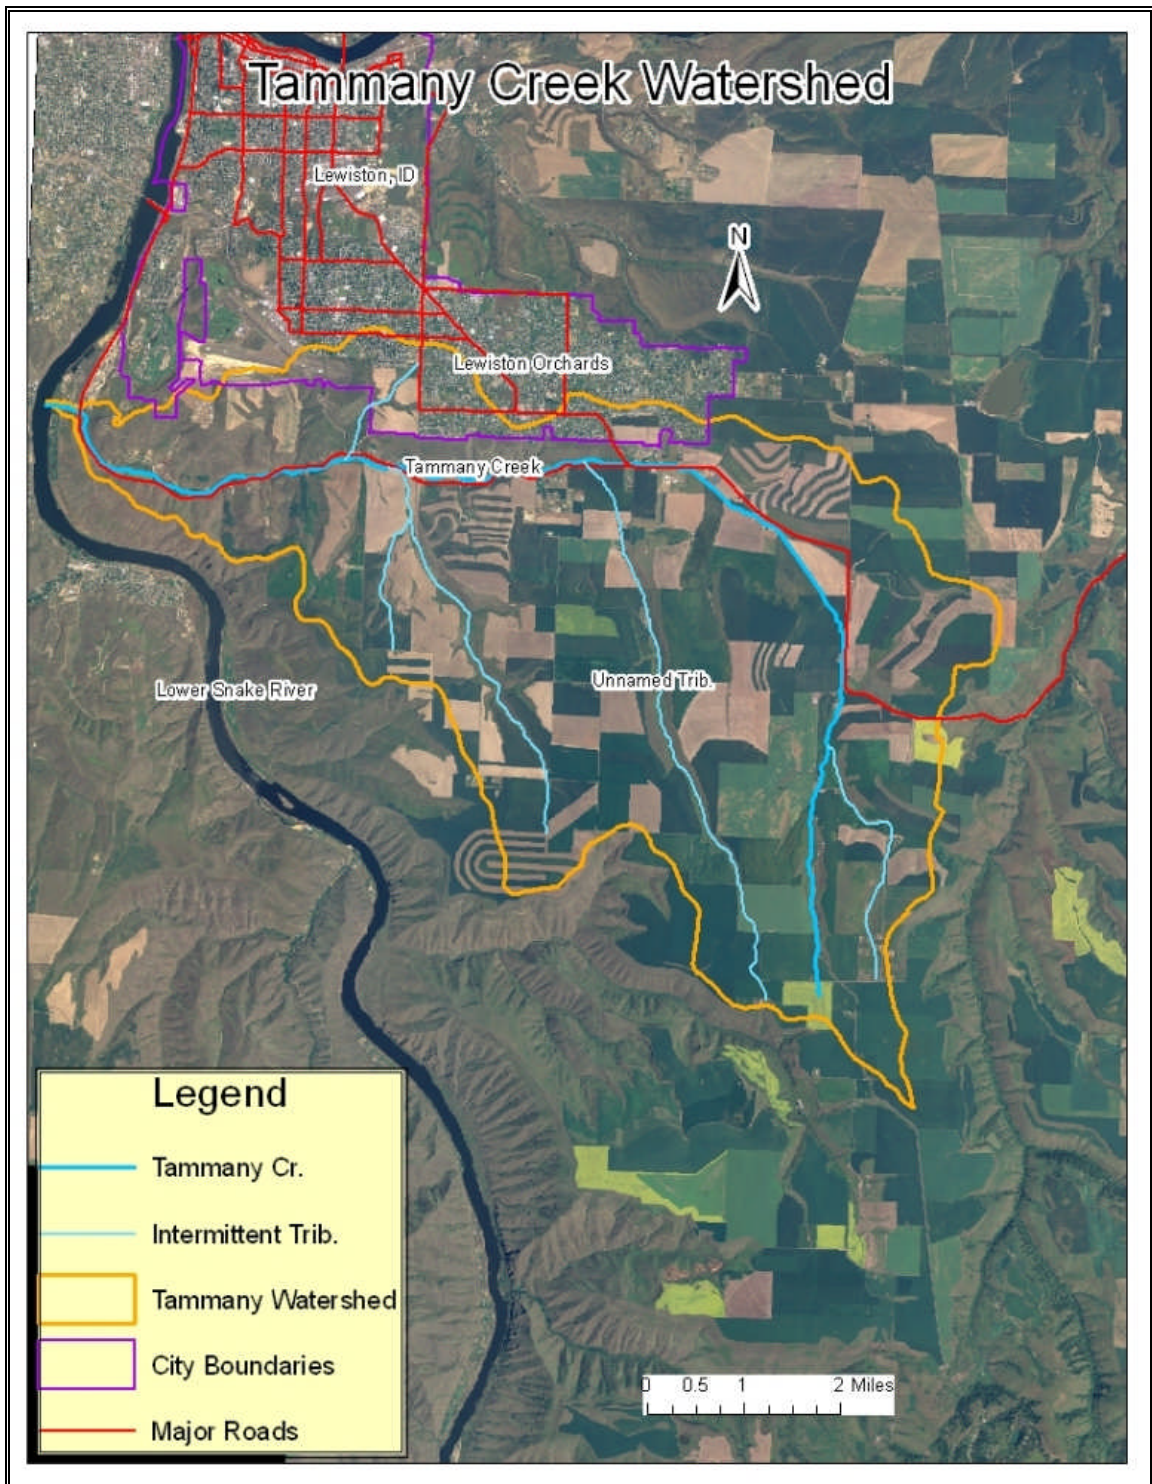 Tammany Creek Watershed
Lewiston, ID
N
Lewiston Orchards
Tammany Creek
Unnamed Trib.
Lower Snake River
Legend
Tammany Cr.
Intermittent Trib.
Tammany Watershed
City Boundaries
Major Roads
0 0.5 1 2 Miles